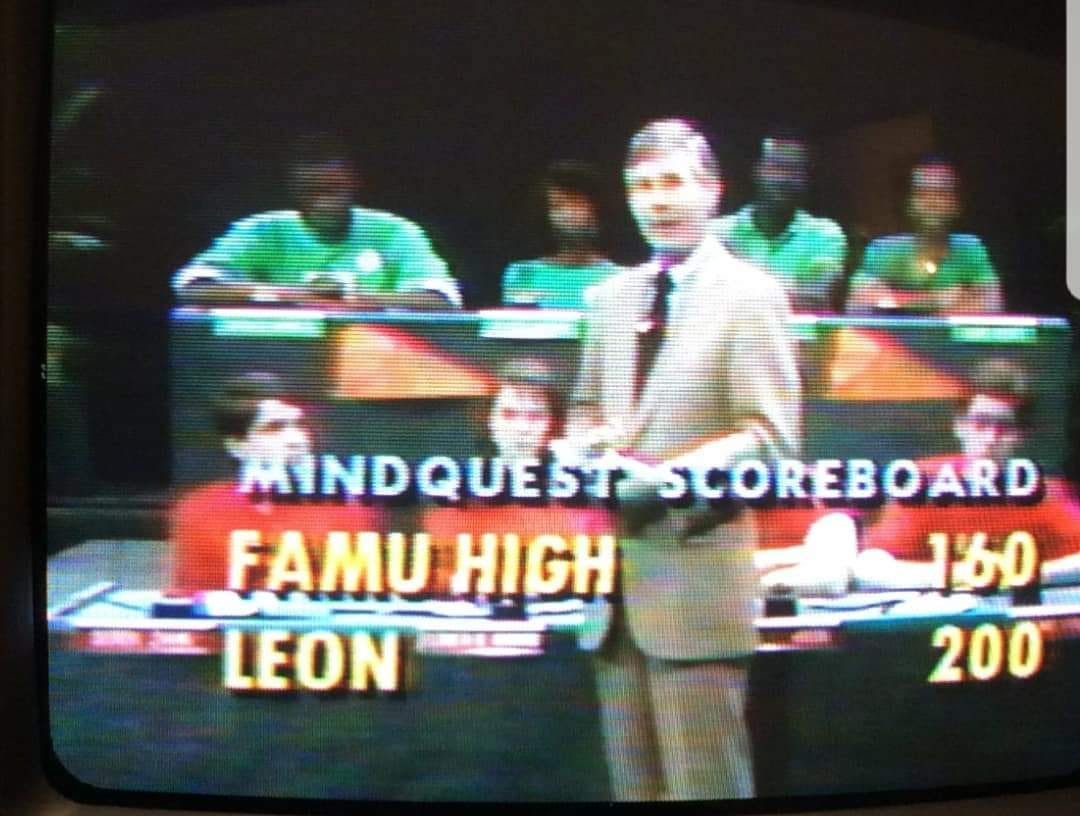 MINDQUEST SCOREBOARD
FAMU HIGH 160
LEON 200